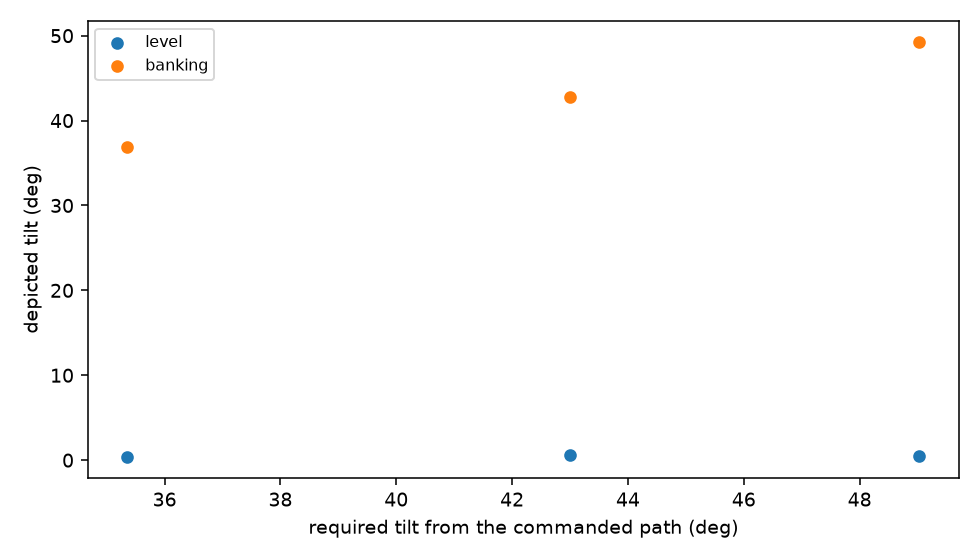 level
banking
50
40
30
20
10
0
depicted tilt (deg)
36 38 40 42 44 46 48
required tilt from the commanded path (deg)